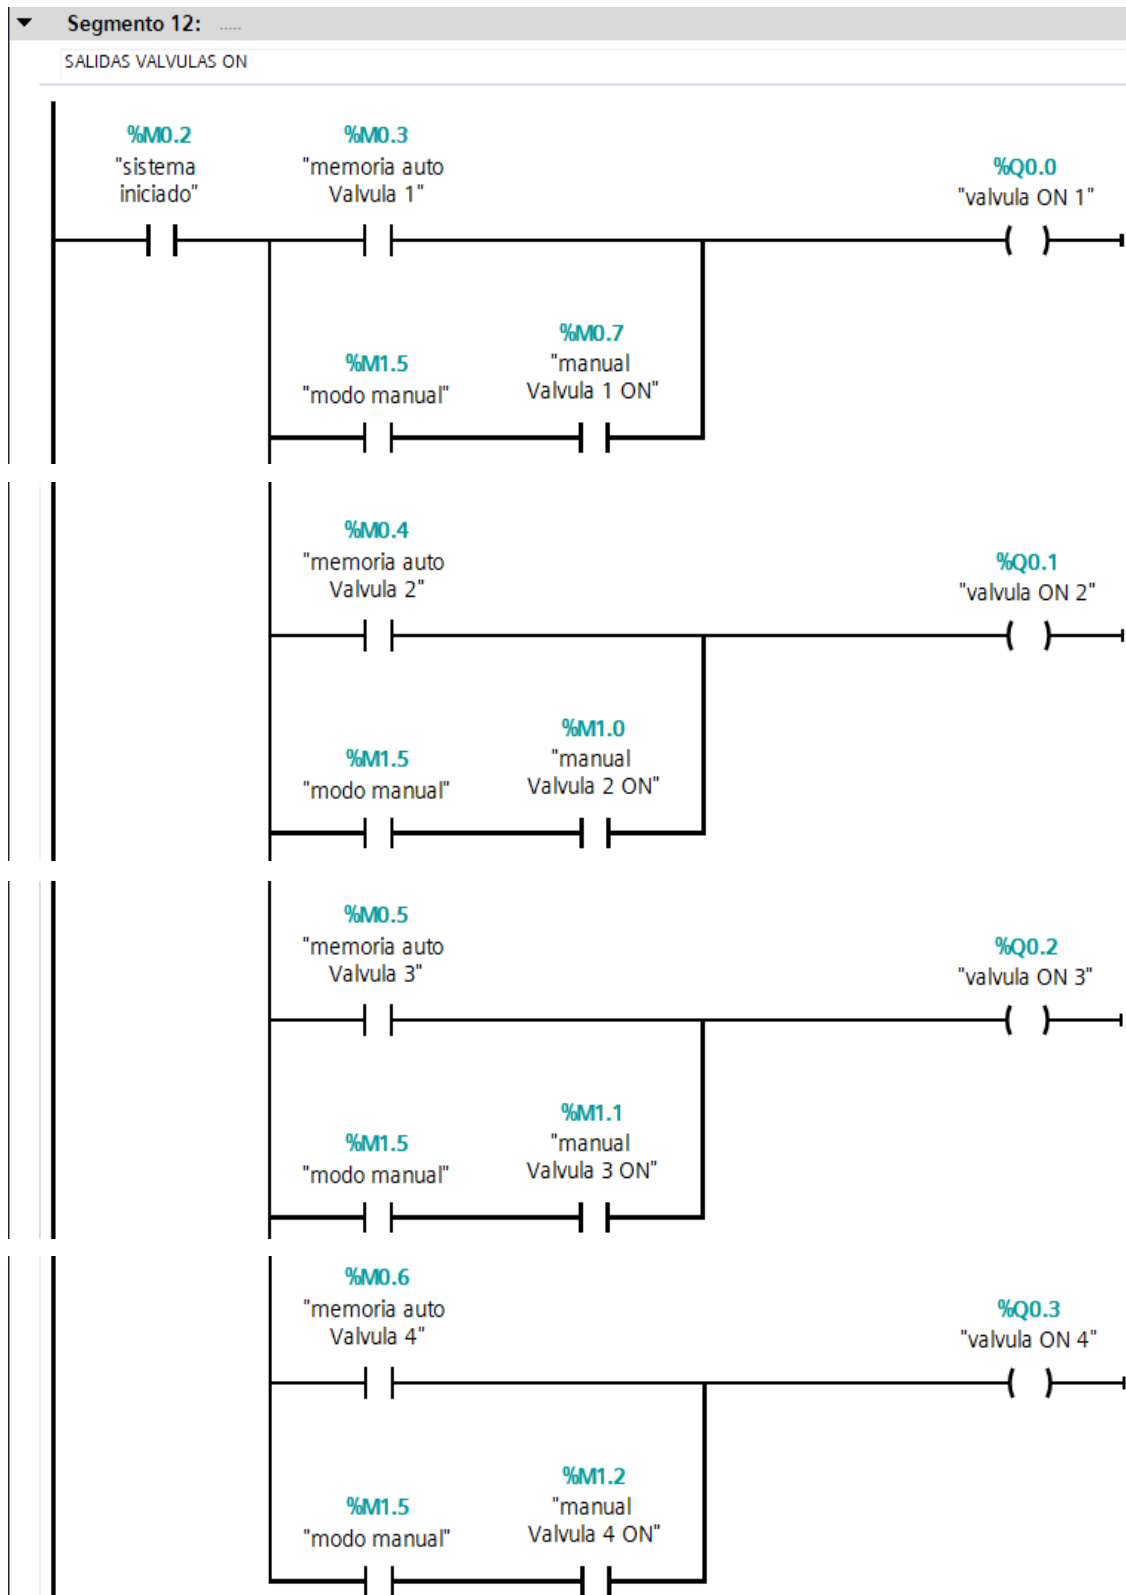 Segmento 12: .....
SALIDAS VALVULAS ON
%M0.2
"sistema
iniciado"
%M0.3
"memoria auto
Valvula 1"
%Q0.0
"valvula ON 1"
%M1.5
"modo manual"
%M0.7
"manual
Valvula 1 ON"
%M0.4
"memoria auto
Valvula 2"
%Q0.1
"valvula ON 2"
%M1.5
"modo manual"
%M1.0
"manual
Valvula 2 ON"
%M0.5
"memoria auto
Valvula 3"
%Q0.2
"valvula ON 3"
%M1.5
"modo manual"
%M1.1
"manual
Valvula 3 ON"
%M0.6
"memoria auto
Valvula 4"
%Q0.3
"valvula ON 4"
%M1.5
"modo manual"
%M1.2
"manual
Valvula 4 ON"